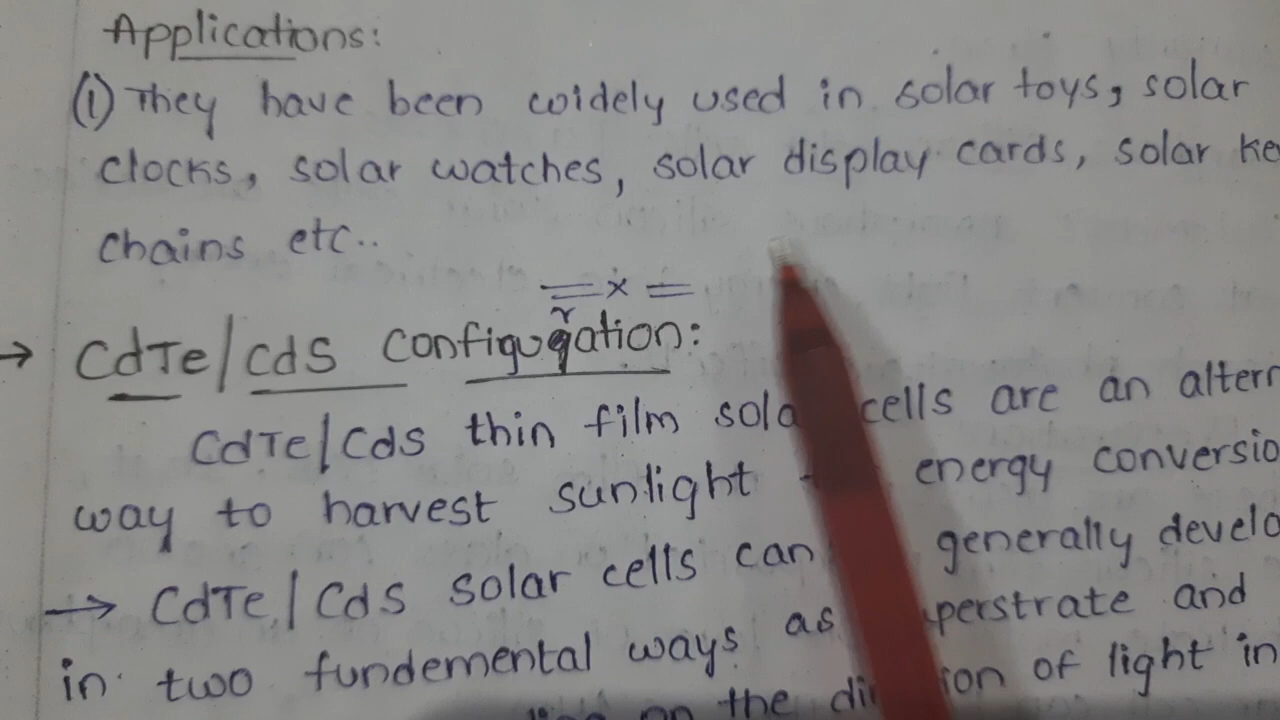 Applications:
(1) They have been widely used in solar toys, solar
clocks, solar watches, solar display cards, solar ke
chains etc..
= x =
→ CdTe/Cds Configuration:
CdTe/Cds thin film sola cells are an altern
way to harvest sunlight energy conversio
→ CdTe/Cds solar cells can generally develo
in two fundemental ways as perstrate and
on the di ion of light in